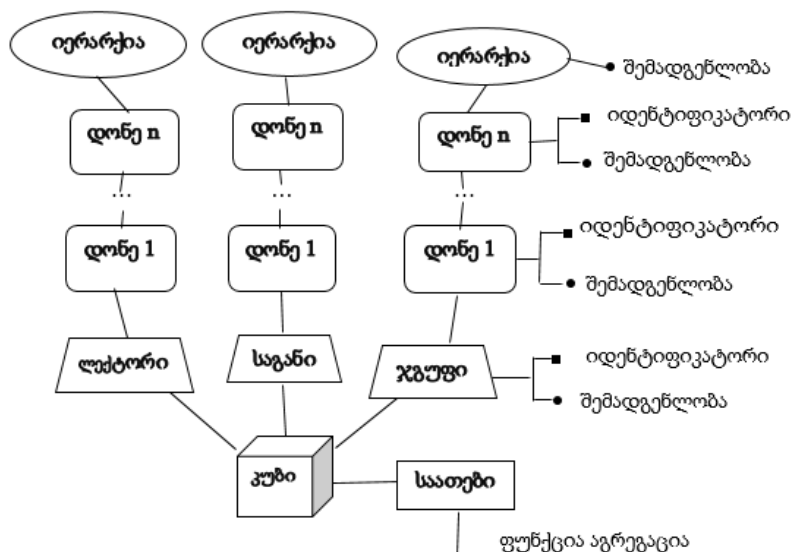 იერარქია იერარქია იერარქია
შემადგენლობა
დონე n დონე n დონე n
იდენტიფიკატორი
შემადგენლობა
... ... ...
დონე 1 დონე 1 დონე 1
იდენტიფიკატორი
შემადგენლობა
ლექტორი საგანი ჯგუფი
იდენტიფიკატორი
შემადგენლობა
კუბი საათები
ფუნქცია აგრეგაცია